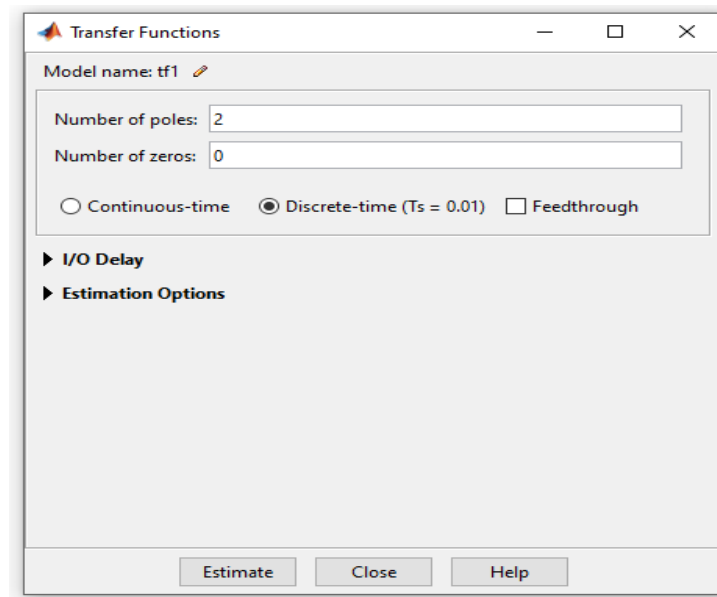 Transfer Functions
Model name: tf1
Number of poles: 2
Number of zeros: 0
Continuous-time Discrete-time (Ts = 0.01) Feedthrough
I/O Delay
Estimation Options
Estimate Close Help